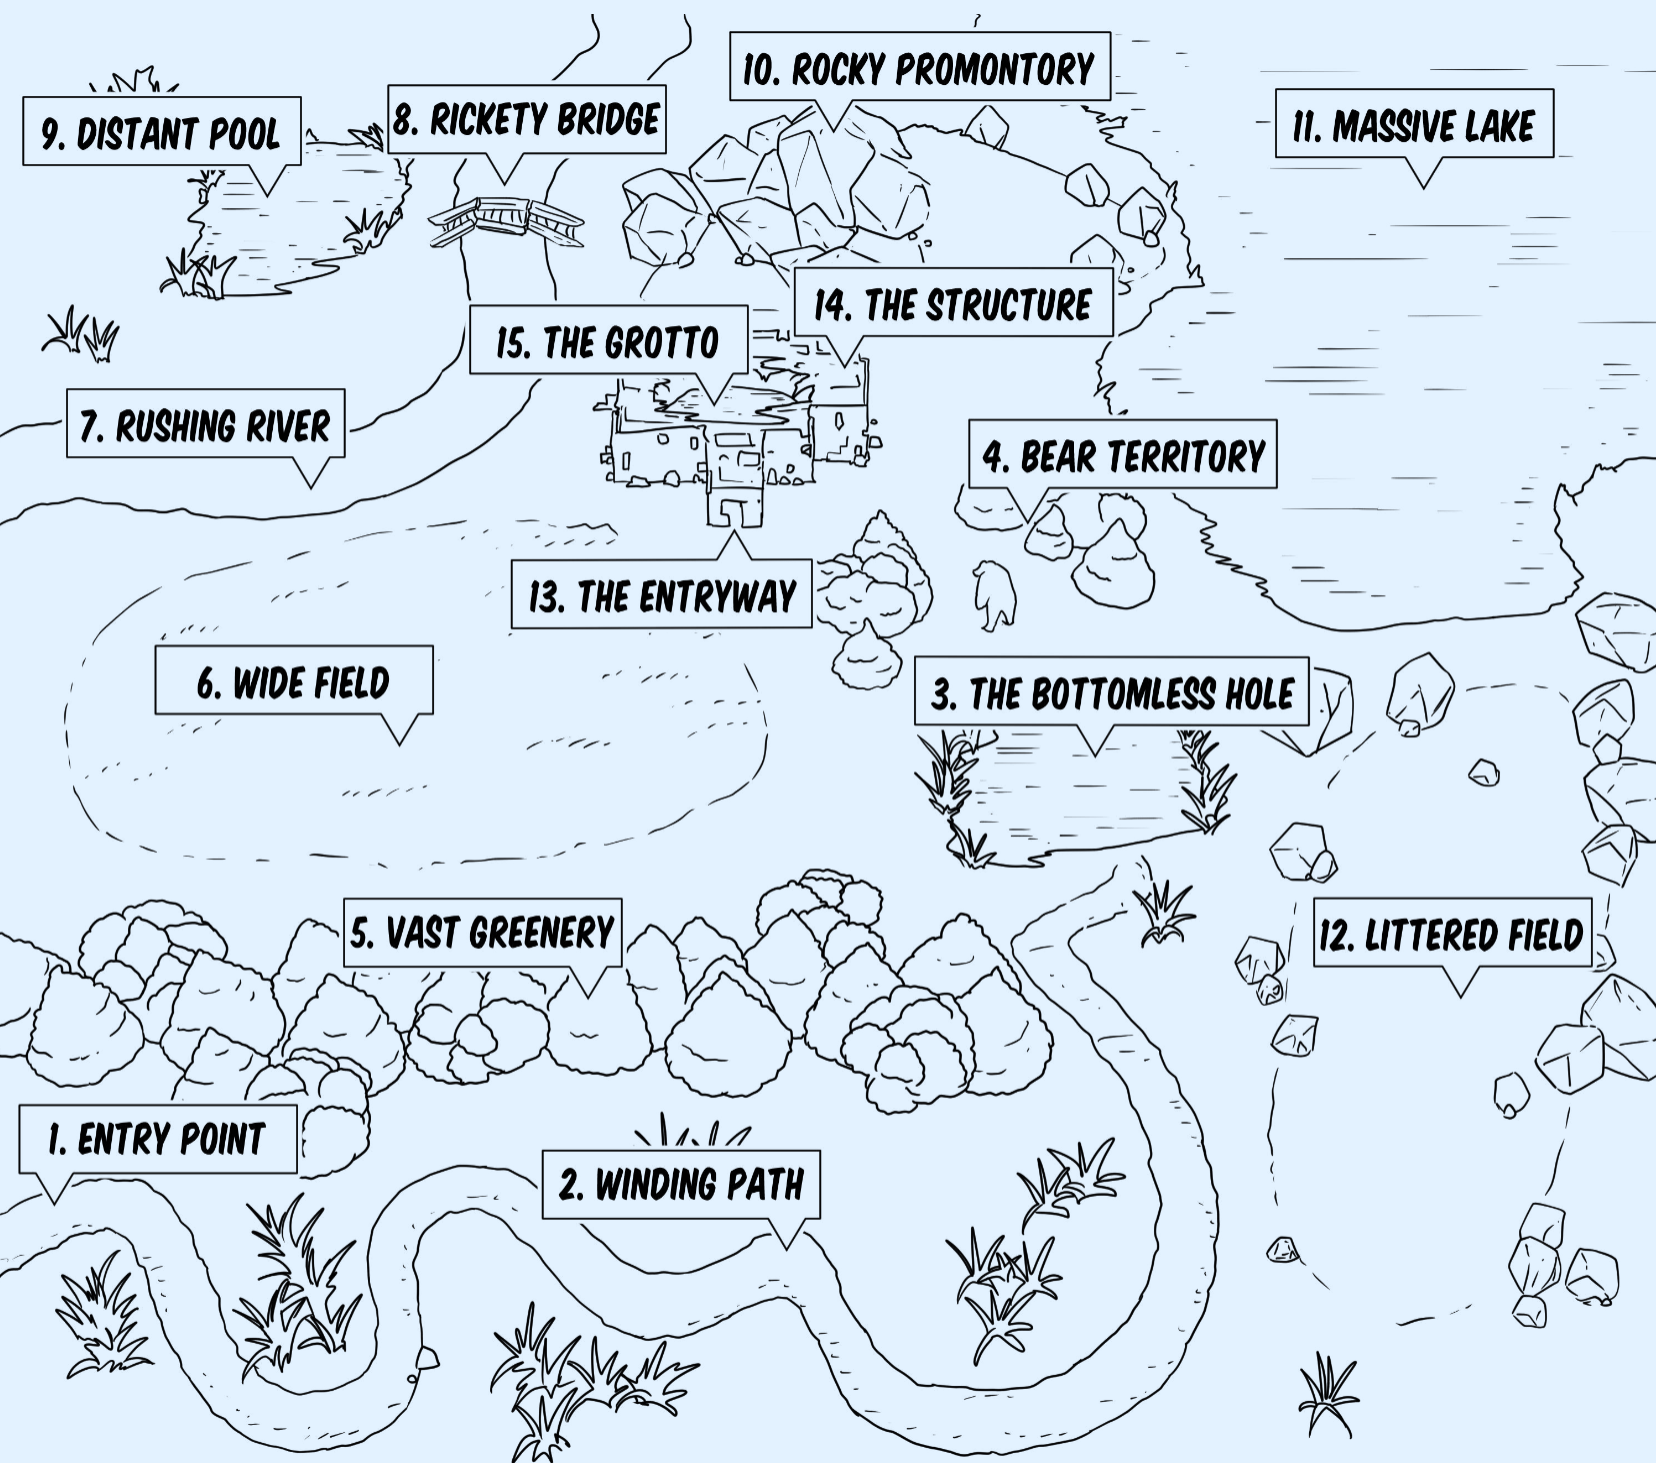 10. ROCKY PROMONTORY
8. RICKETY BRIDGE
11. MASSIVE LAKE
9. DISTANT POOL
14. THE STRUCTURE
15. THE GROTTO
7. RUSHING RIVER
4. BEAR TERRITORY
13. THE ENTRYWAY
6. WIDE FIELD
3. THE BOTTOMLESS HOLE
5. VAST GREENERY
12. LITTERED FIELD
1. ENTRY POINT
2. WINDING PATH